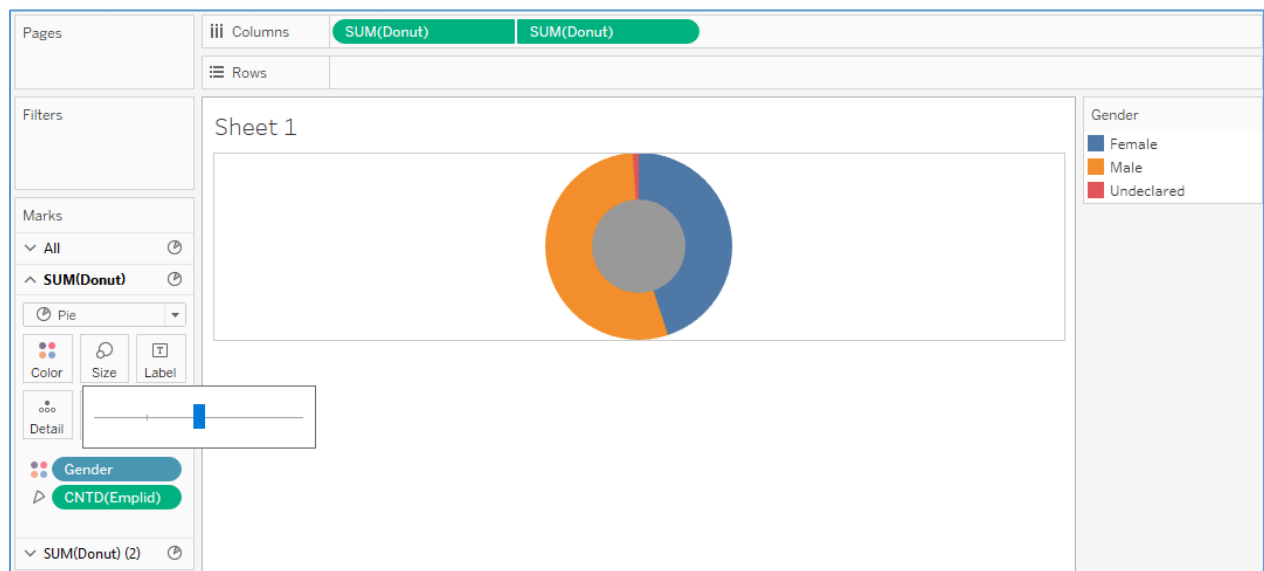 Pages
Columns
SUM(Donut) SUM(Donut)
Rows
Filters
Sheet 1
Gender
Female
Male
Undeclared
Marks
All
SUM(Donut)
Pie
Color Size Label
T
Detail
Gender
CNTD(Emplid)
SUM(Donut) (2)